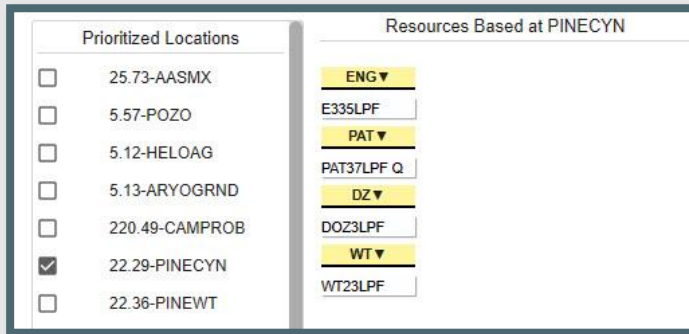 Prioritized Locations
25.73-AASMX
5.57-POZO
5.12-HELOAG
5.13-ARYOGRND
220.49-CAMPROB
22.29-PINECYN
22.36-PINEWT
Resources Based at PINECYN
ENG▼
E335LPF
PAT▼
PAT37LPF Q
DZ▼
DOZ3LPF
WT▼
WT23LPF